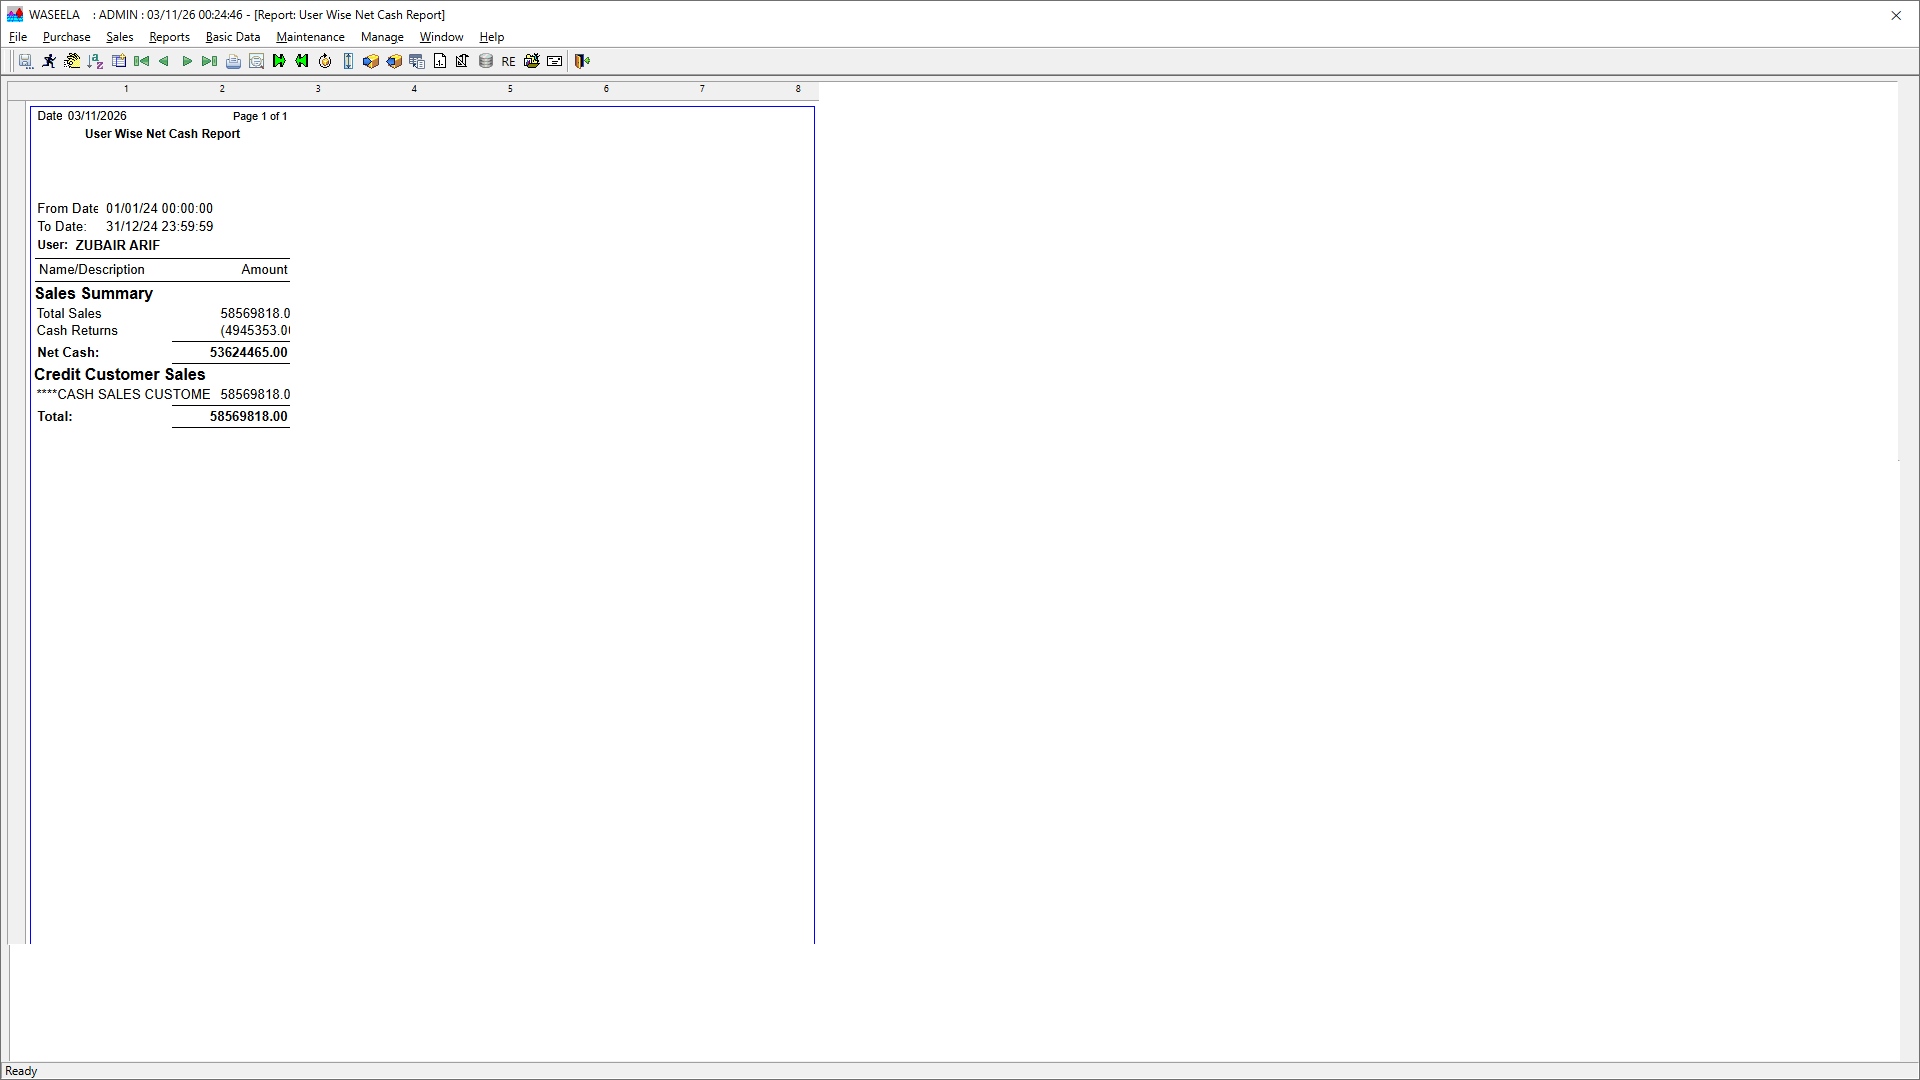 WASEELA : ADMIN : 03/11/26 00:24:46 - [Report: User Wise Net Cash Report]
File Purchase Sales Reports Basic Data Maintenance Manage Window Help
RE
1 2 3 4 5 6 7 8
Date 03/11/2026 Page 1 of 1
User Wise Net Cash Report
From Date 01/01/24 00:00:00
To Date: 31/12/24 23:59:59
User: ZUBAIR ARIF
Name/Description Amount
Sales Summary
Total Sales 58569818.0
Cash Returns (4945353.0
Net Cash: 53624465.00
Credit Customer Sales
****CASH SALES CUSTOME 58569818.0
Total: 58569818.00
Ready